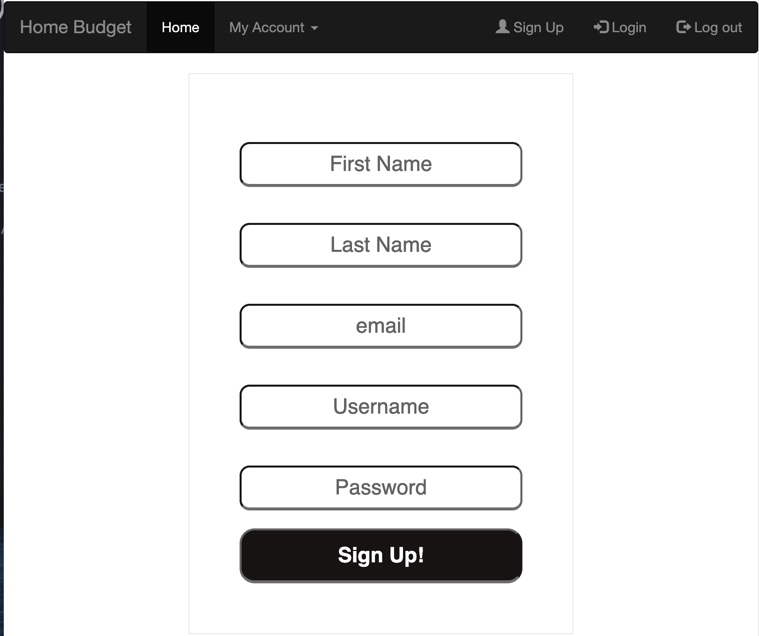 Home Budget Home My Account Sign Up Login Log out
First Name
Last Name
email
Username
Password
Sign Up!